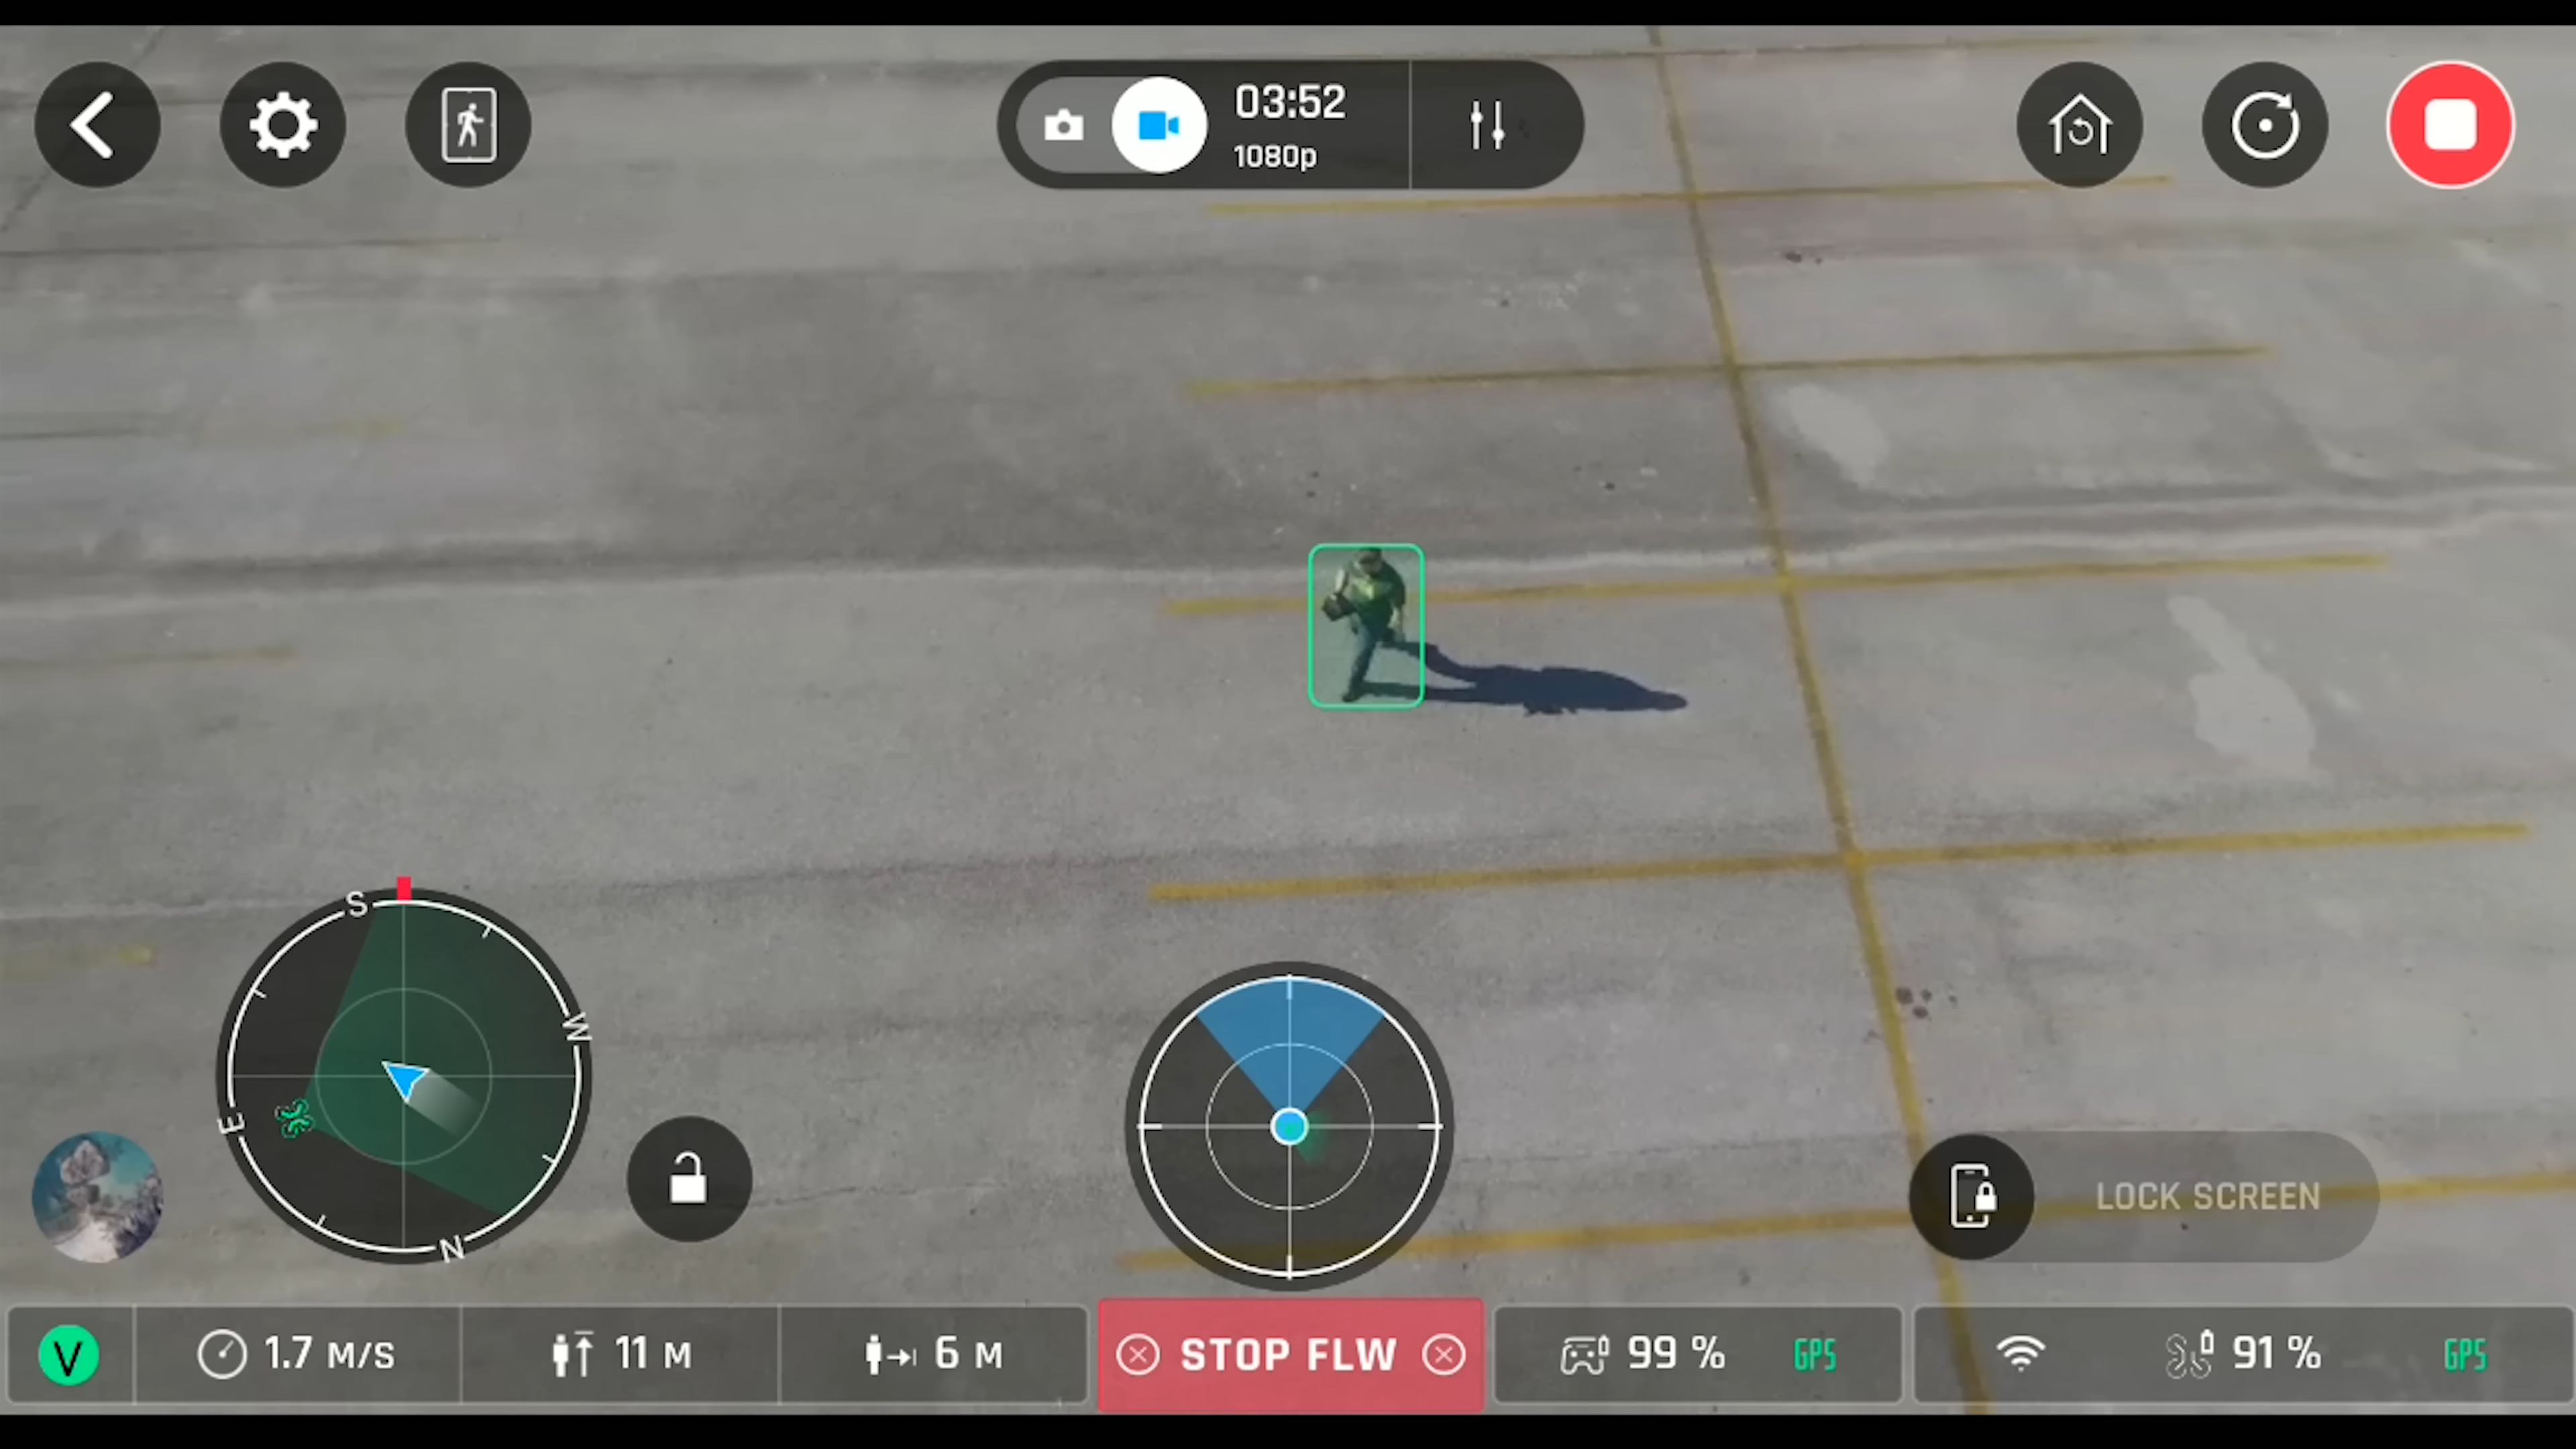 03:52
1080p
S
W
E
N
LOCK SCREEN
V
1.7 M/S
11 M
6 M
STOP FLW
99 %
GPS
91 %
GPS